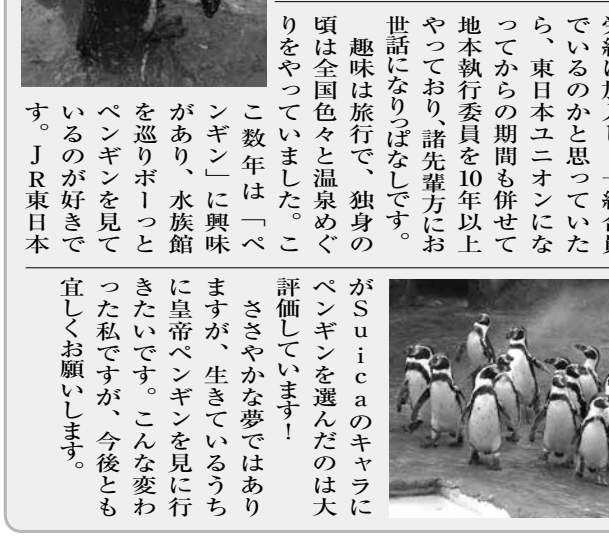 でいるのかと思っていた
ら、東日本ユニオンにな
ってからの期間も併せて
地本執行委員を10年以上
やっており、諸先輩方にお
世話になりっぱなしです。
　趣味は旅行で、独身の
頃は全国色々と温泉めぐ
りをやっていました。こ
こ数年は「ペ
ンギン」に興味
があり、水族館
を巡りボーっと
ペンギンを見て
いるのが好きで
す。JR東日本
がSuicaのキャラに
ペンギンを選んだのは大
評価しています！
　ささやかな夢ではあり
ますが、生きているうち
に皇帝ペンギンを見に行
きたいです。こんな変わ
った私ですが、今後とも
宜しくお願いします。